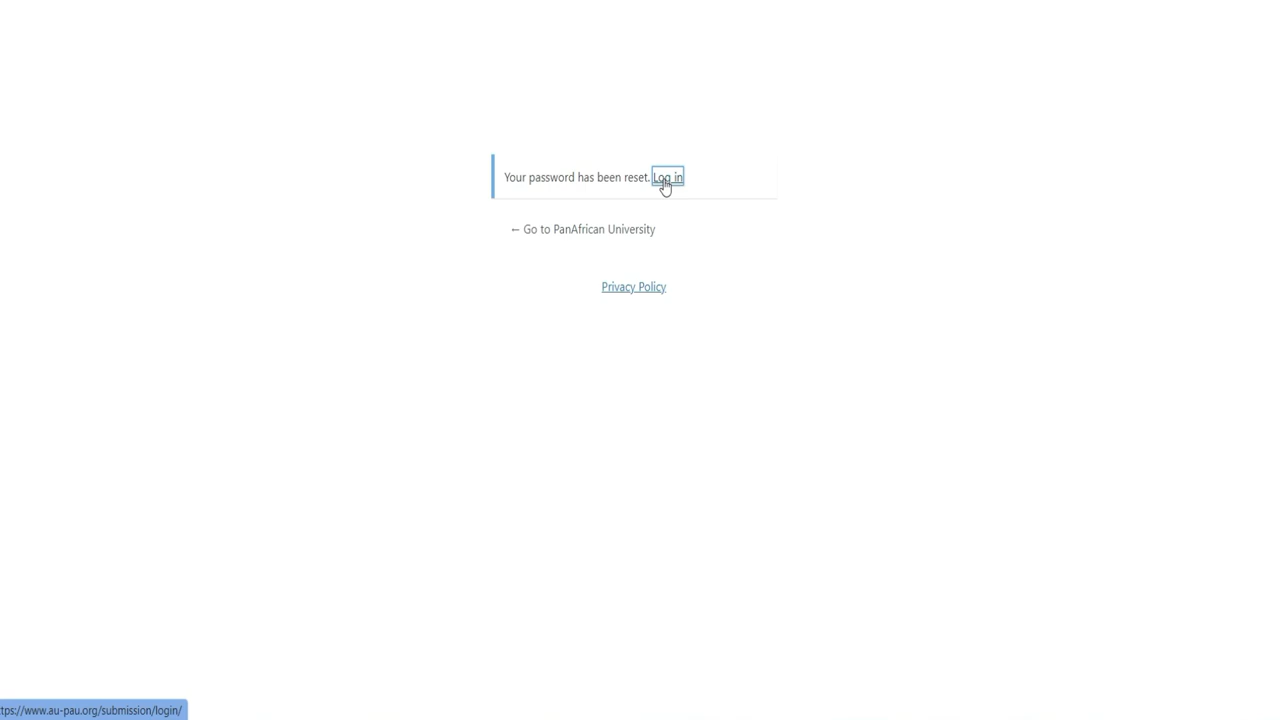 Your password has been reset. Log in
← Go to PanAfrican University
Privacy Policy
tps://www.au-pau.org/submission/login/